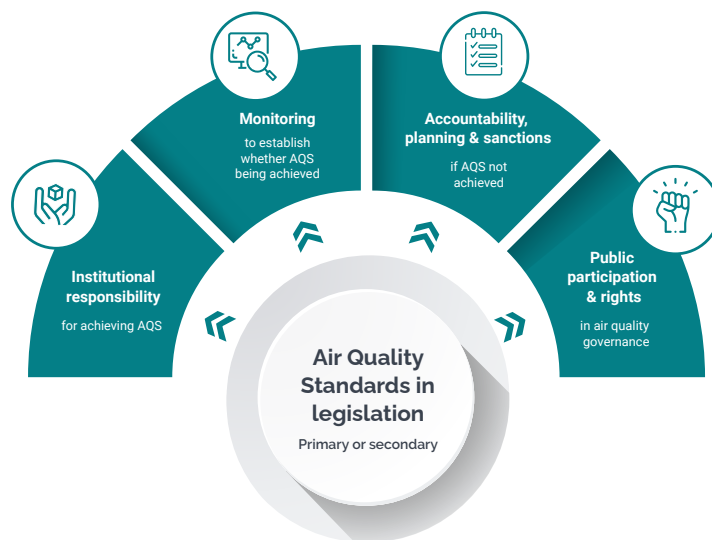 Monitoring
to establish
whether AQS
being achieved
Accountability,
planning & sanctions
if AQS not
achieved
Institutional
responsibility
for achieving AQS
Public
participation
& rights
in air quality
governance
Air Quality
Standards in
legislation
Primary or secondary